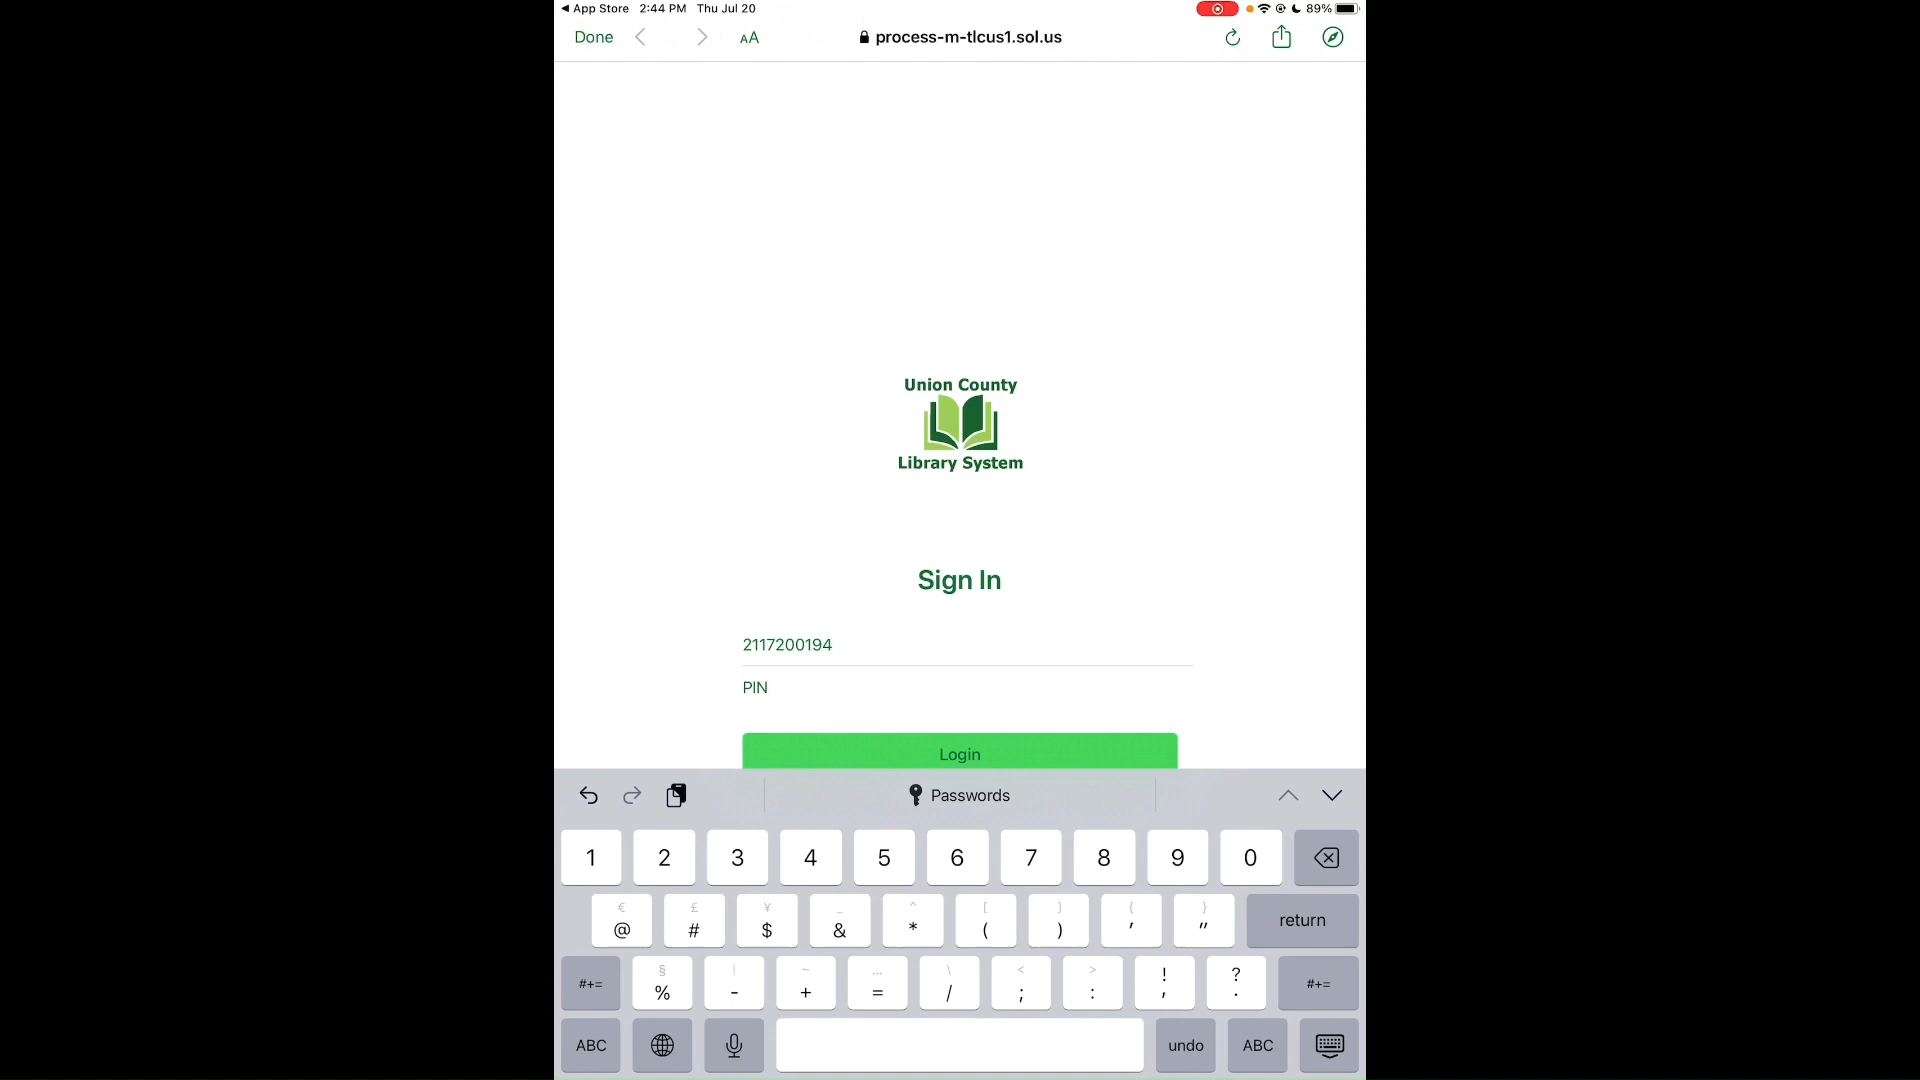 ◀ App Store 2:44 PM Thu Jul 20 89%
Done AA process-m-tlcus1.sol.us
Union County
Library System
Sign In
2117200194
PIN
Login
Passwords
1 2 3 4 5 6 7 8 9 0
€ £ ¥ _ ^ [ ] { }
@ # $ & * ( ) ' " return
§ | ~ … \ < > ! ?
#+= % - + = / ; : , . #+=
ABC undo ABC